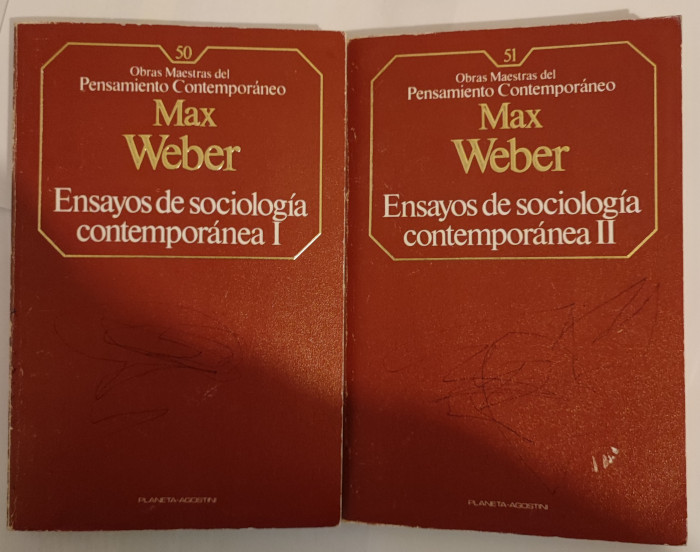 50
Obras Maestras del
Pensamiento Contemporáneo
Max
Weber
Ensayos de sociología
contemporánea I
PLANETA-AGOSTINI
51
Obras Maestras del
Pensamiento Contemporáneo
Max
Weber
Ensayos de sociología
contemporánea II
PLANETA-AGOSTINI